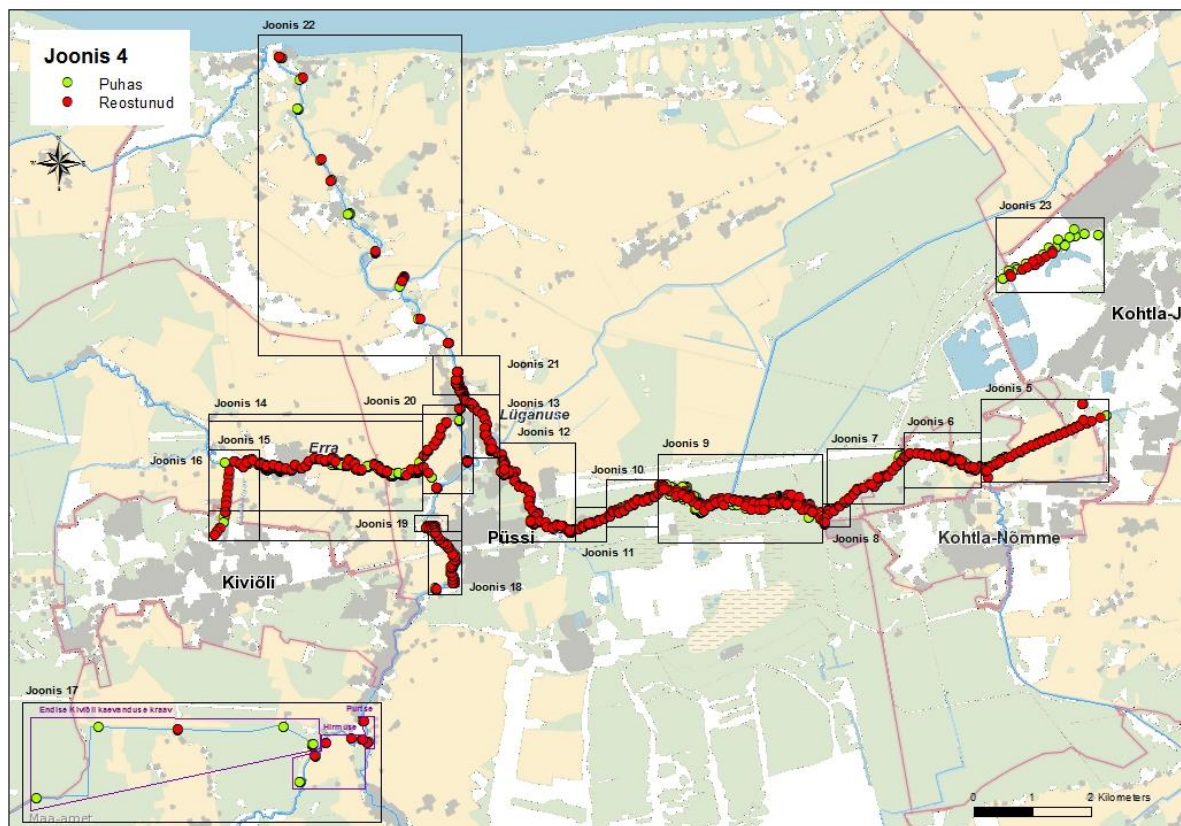 Joonis 22
Joonis 4
Puhas
Reostunud
Joonis 23
Kohtla-J
Joonis 21
Joonis 5
Joonis 20
Joonis 13
Joonis 14
Lüganuse
Joonis 12
Joonis 6
Erra
Joonis 7
Joonis 15
Joonis 9
Joonis 16
Joonis 10
Joonis 19
Püssi
Kohtla-Nõmme
Joonis 8
Joonis 11
Kiviõli
Joonis 18
Joonis 17
Endise Kiviõli kaevanduse kraav
Purtse
Hirmuse
0 1 2 Kilometers
Maa-amet